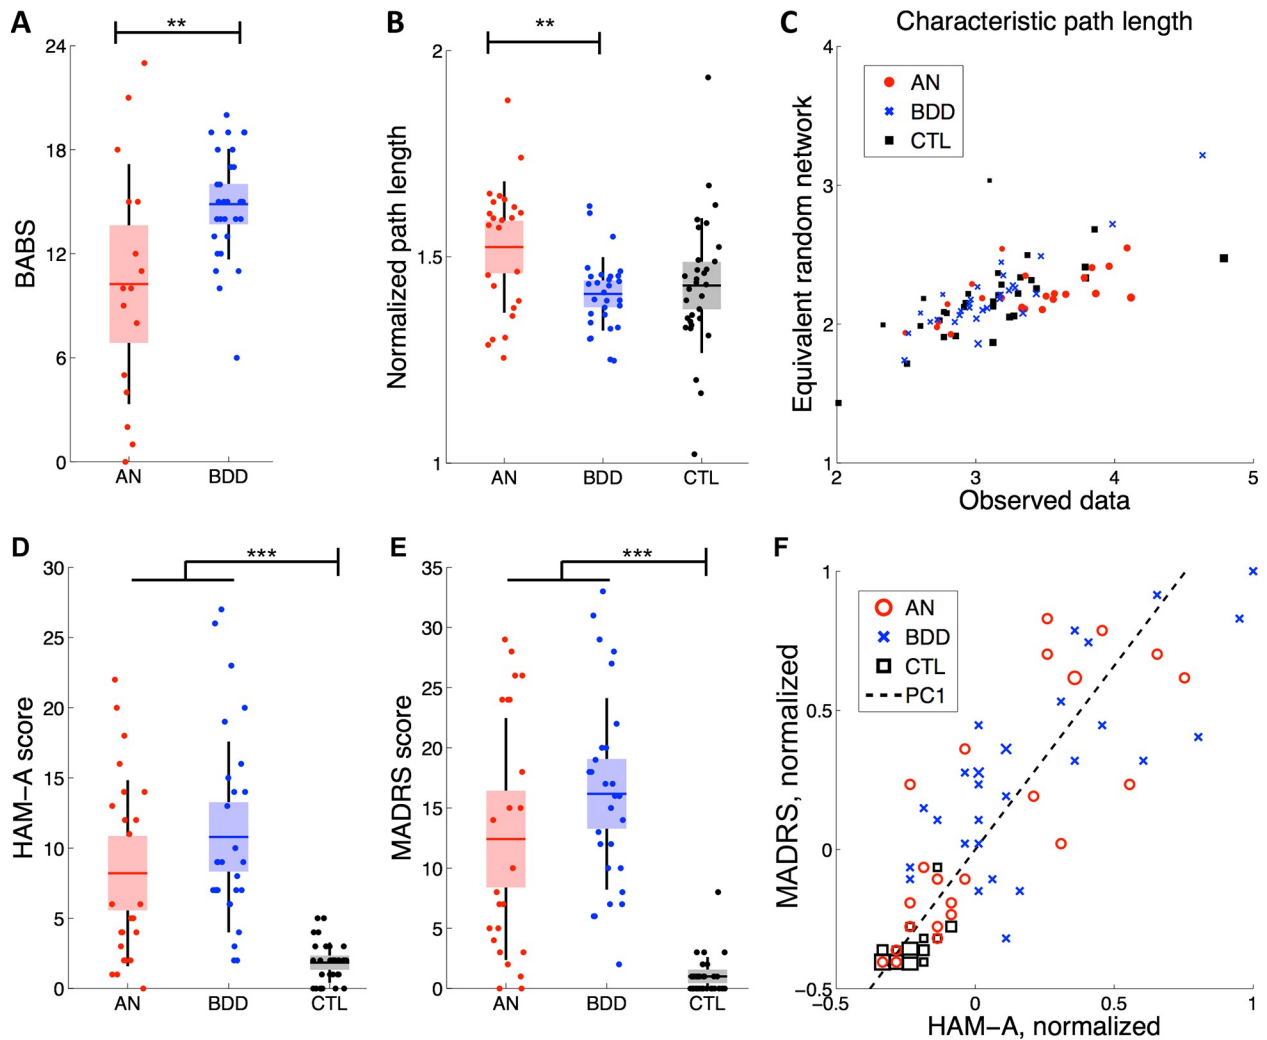 A
**
BABS
24
18
12
6
0
AN
BDD
B
**
Normalized path length
2
1.5
1
AN
BDD
CTL
C
Characteristic path length
AN
BDD
CTL
Equivalent random network
4
3
2
1
2
3
4
5
Observed data
D
***
HAM−A score
30
25
20
15
10
5
0
AN
BDD
CTL
E
***
MADRS score
35
30
25
20
15
10
5
0
AN
BDD
CTL
F
AN
BDD
CTL
PC1
MADRS, normalized
1
0.5
0
−0.5
−0.5
0
0.5
1
HAM−A, normalized